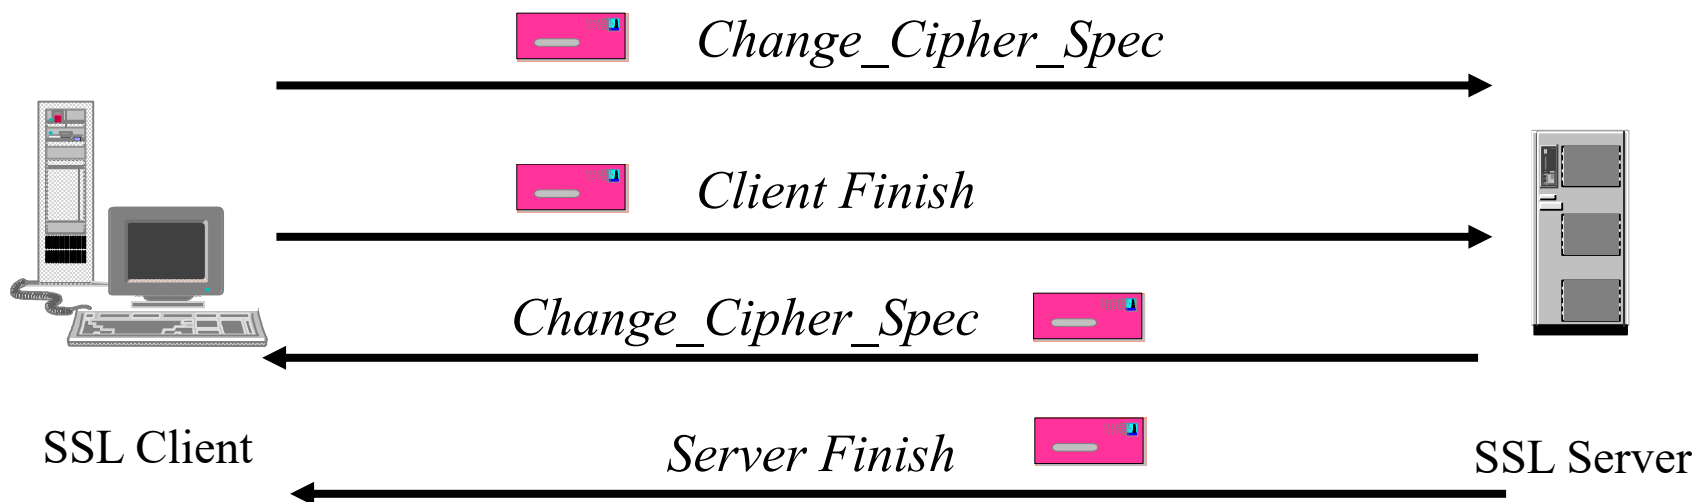 Change_Cipher_Spec
Client Finish
Change_Cipher_Spec
Server Finish
SSL Client
SSL Server